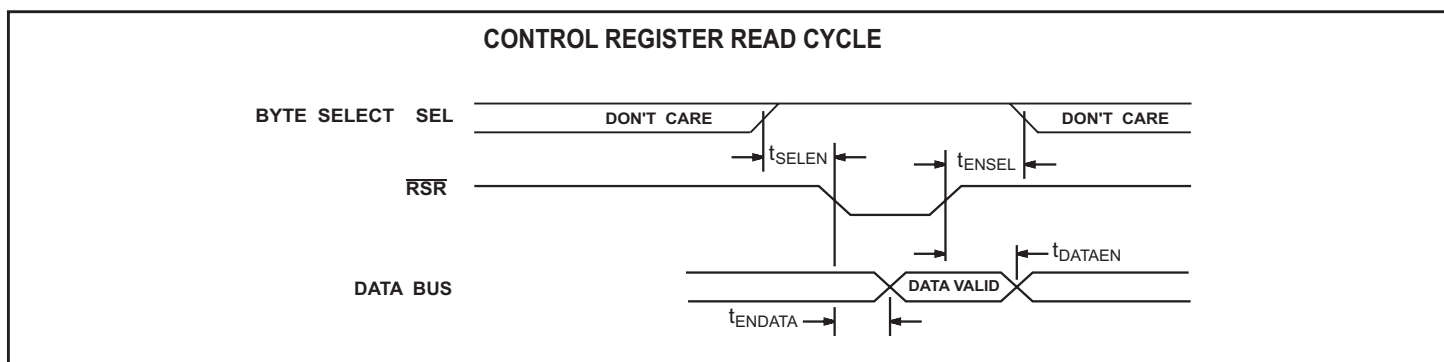 CONTROL REGISTER READ CYCLE
BYTE SELECT SEL
DON'T CARE
DON'T CARE
tSELEN
tENSEL
RSR
tDATAEN
DATA BUS
DATA VALID
tENDATA